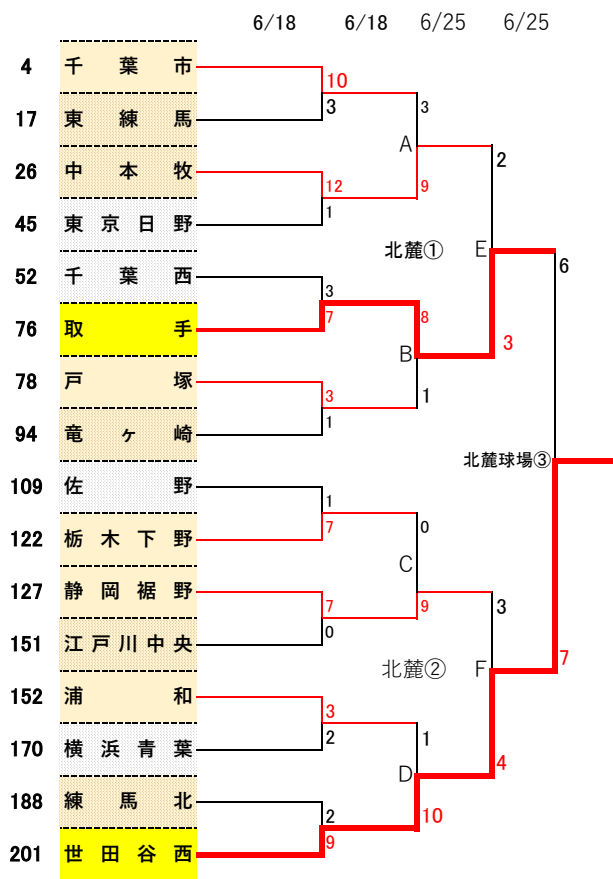 6/18 6/18 6/25 6/25
4 千葉市
10
3
17 東練馬
3
A
2
26 中本牧
12
9
1
45 東京日野
北麓① E
6
52 千葉西
3
7
8
76 取手
3
B
78 戸塚
3
1
1
94 竜ヶ崎
北麓球場③
109 佐野
1
7
0
122 栃木下野
C
127 静岡裾野
7
9
3
0
151 江戸川中央
北麓② F
7
152 浦和
3
2
1
4
170 横浜青葉
D
188 練馬北
2
10
9
201 世田谷西